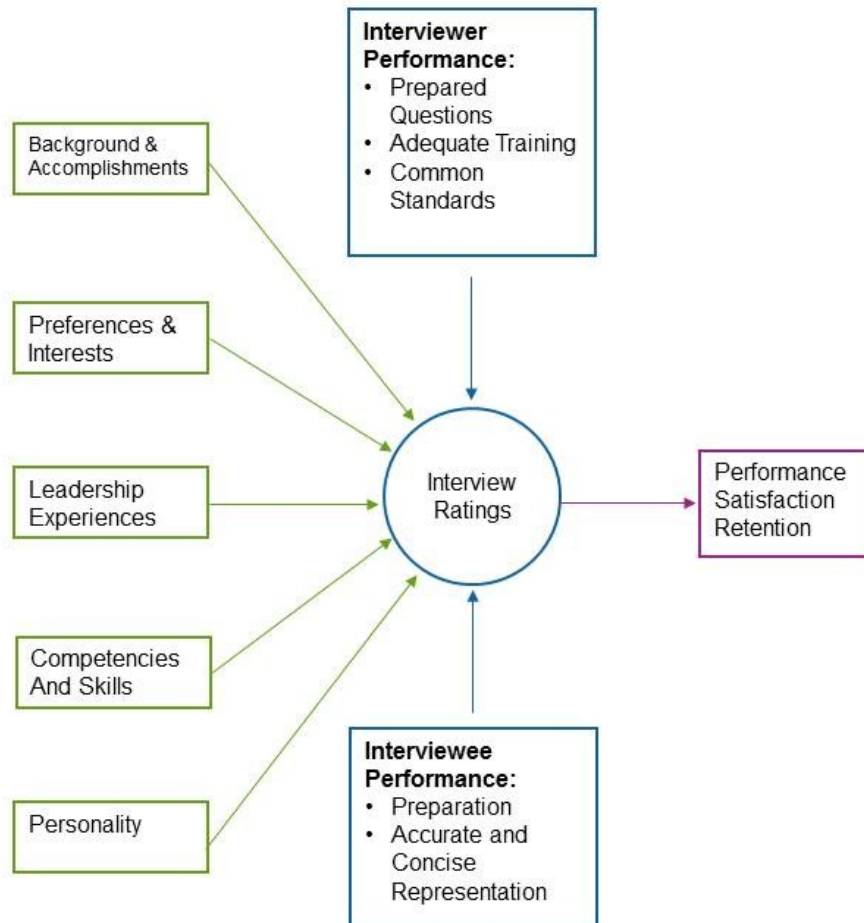 Interviewer
Performance:
• Prepared
Questions
• Adequate Training
• Common
Standards
Background &
Accomplishments
Preferences &
Interests
Leadership
Experiences
Competencies
And Skills
Personality
Interview
Ratings
Performance
Satisfaction
Retention
Interviewee
Performance:
• Preparation
• Accurate and
Concise
Representation